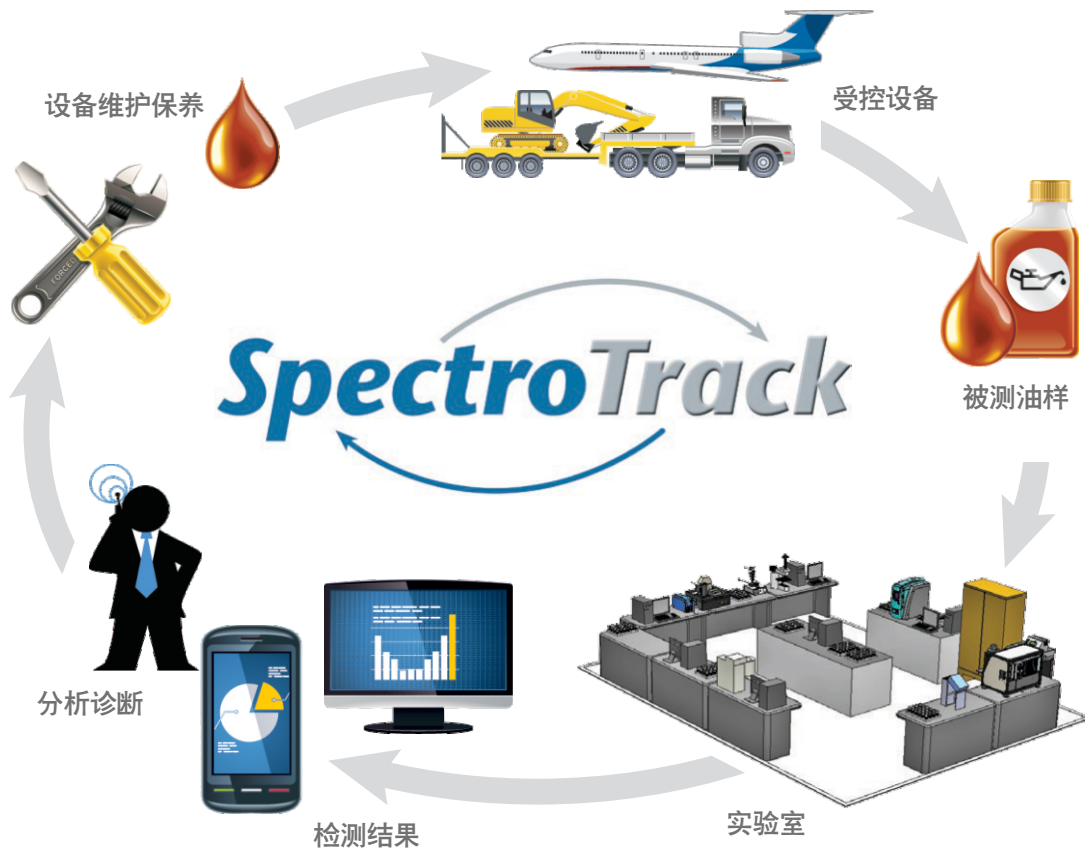 设备维护保养
受控设备
FORCED
SpectroTrack
被测油样
分析诊断
实验室
检测结果